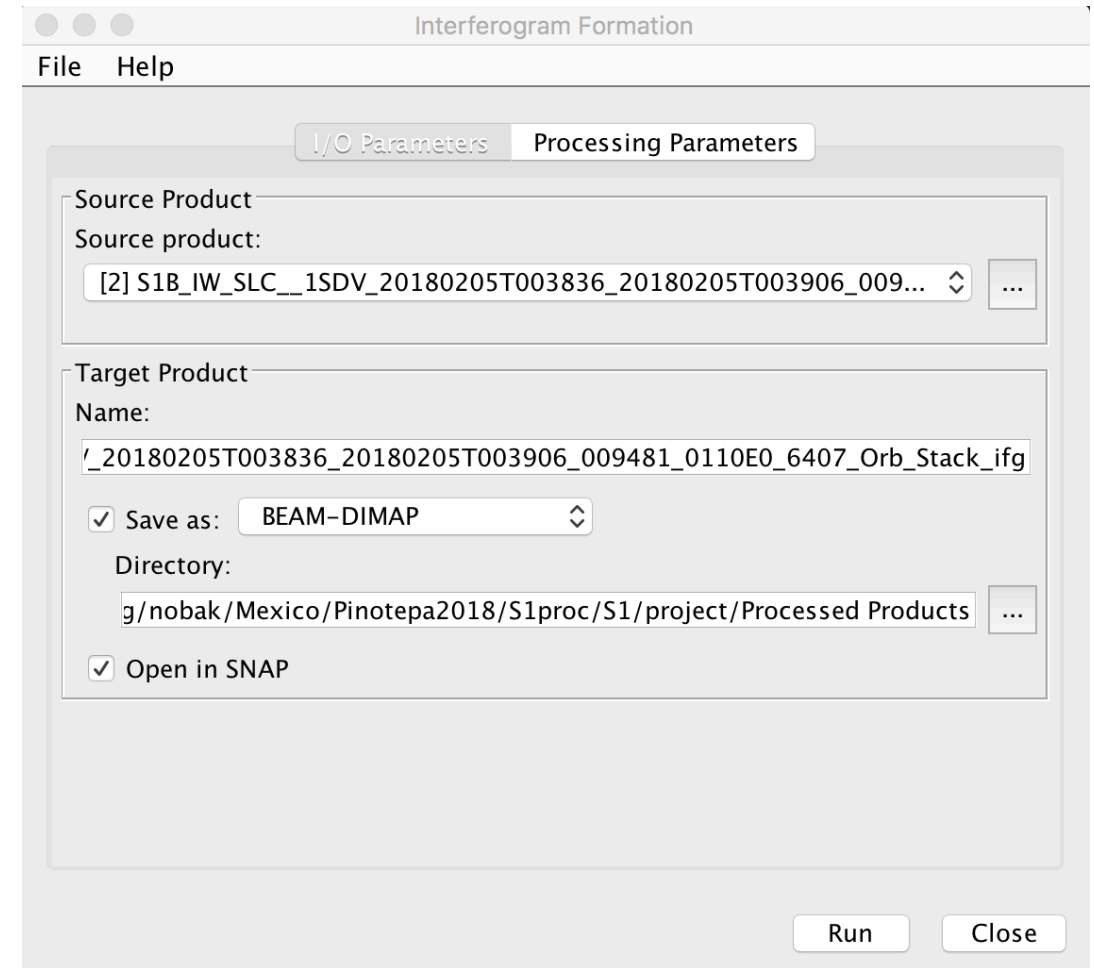 Interferogram Formation
File Help
I/O Parameters Processing Parameters
Source Product
Source product:
[2] S1B_IW_SLC__1SDV_20180205T003836_20180205T003906_009... ...
Target Product
Name:
/_20180205T003836_20180205T003906_009481_0110E0_6407_Orb_Stack_ifg
Save as: BEAM-DIMAP
Directory:
g/nobak/Mexico/Pinotepa2018/S1proc/S1/project/Processed Products ...
Open in SNAP
Run Close